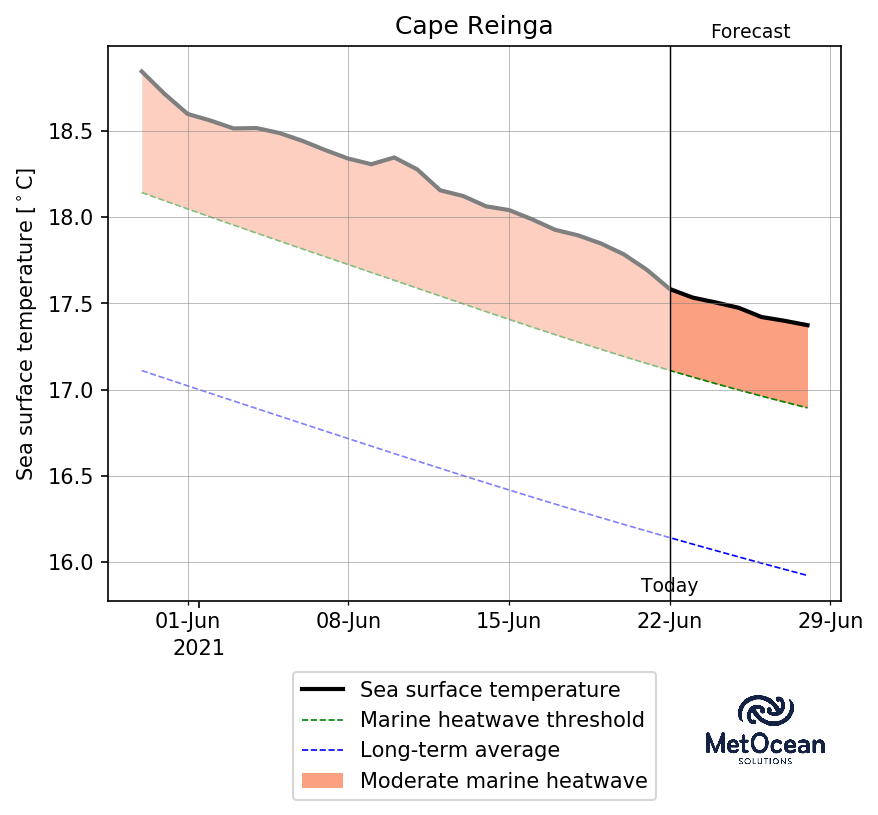 Cape Reinga
Forecast
Sea surface temperature [°C]
18.5
18.0
17.5
17.0
16.5
16.0
Today
01-Jun
08-Jun
15-Jun
22-Jun
29-Jun
2021
Sea surface temperature
Marine heatwave threshold
Long-term average
Moderate marine heatwave
MetOcean
SOLUTIONS